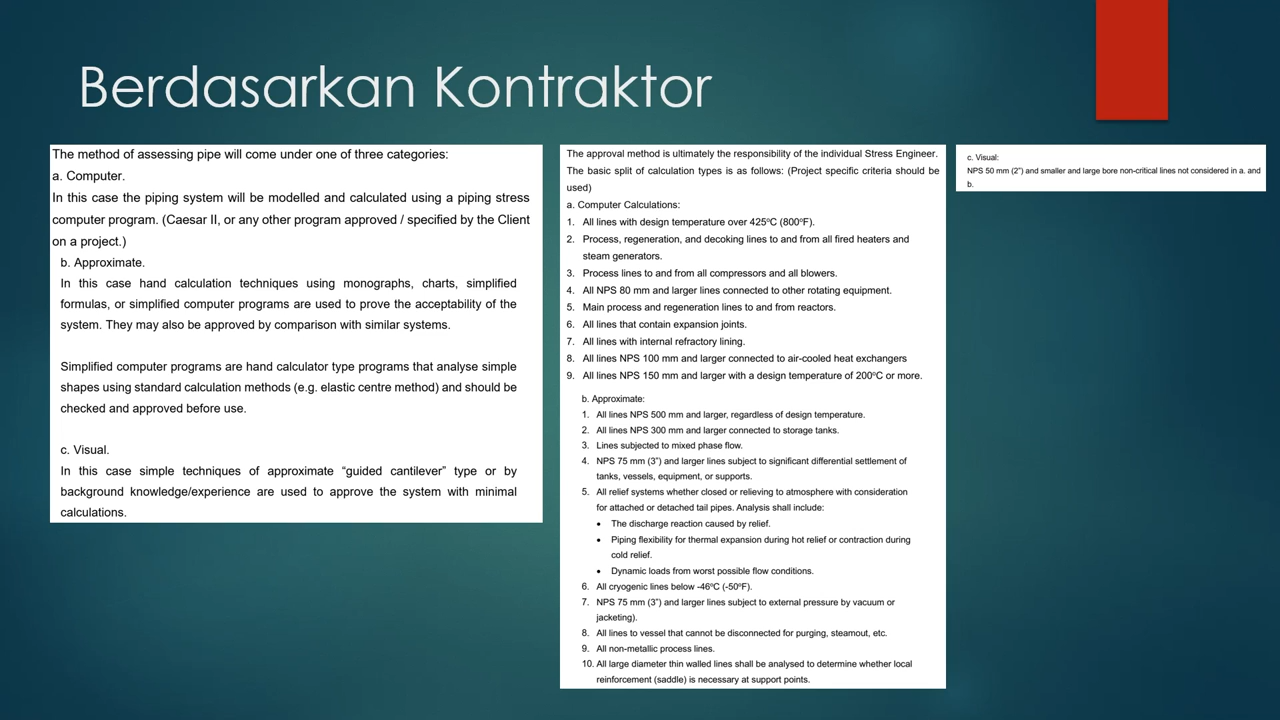 Berdasarkan Kontraktor
The method of assessing pipe will come under one of three categories:
a. Computer.
In this case the piping system will be modelled and calculated using a piping stress
computer program. (Caesar II, or any other program approved / specified by the Client
on a project.)
b. Approximate.
In this case hand calculation techniques using monographs, charts, simplified
formulas, or simplified computer programs are used to prove the acceptability of the
system. They may also be approved by comparison with similar systems.
Simplified computer programs are hand calculator type programs that analyse simple
shapes using standard calculation methods (e.g. elastic centre method) and should be
checked and approved before use.
c. Visual.
In this case simple techniques of approximate “guided cantilever” type or by
background knowledge/experience are used to approve the system with minimal
calculations.
The approval method is ultimately the responsibility of the individual Stress Engineer.
The basic split of calculation types is as follows: (Project specific criteria should be
used)
a. Computer Calculations:
1. All lines with design temperature over 425ºC (800ºF).
2. Process, regeneration, and decoking lines to and from all fired heaters and
steam generators.
3. Process lines to and from all compressors and all blowers.
4. All NPS 80 mm and larger lines connected to other rotating equipment.
5. Main process and regeneration lines to and from reactors.
6. All lines that contain expansion joints.
7. All lines with internal refractory lining.
8. All lines NPS 100 mm and larger connected to air-cooled heat exchangers
9. All lines NPS 150 mm and larger with a design temperature of 200ºC or more.
b. Approximate:
1. All lines NPS 500 mm and larger, regardless of design temperature.
2. All lines NPS 300 mm and larger connected to storage tanks.
3. Lines subjected to mixed phase flow.
4. NPS 75 mm (3”) and larger lines subject to significant differential settlement of
tanks, vessels, equipment, or supports.
5. All relief systems whether closed or relieving to atmosphere with consideration
for attached or detached tail pipes. Analysis shall include:
• The discharge reaction caused by relief.
• Piping flexibility for thermal expansion during hot relief or contraction during
cold relief.
• Dynamic loads from worst possible flow conditions.
6. All cryogenic lines below -46ºC (-50ºF).
7. NPS 75 mm (3”) and larger lines subject to external pressure by vacuum or
jacketing).
8. All lines to vessel that cannot be disconnected for purging, steamout, etc.
9. All non-metallic process lines.
10. All large diameter thin walled lines shall be analysed to determine whether local
reinforcement (saddle) is necessary at support points.
c. Visual:
NPS 50 mm (2”) and smaller and large bore non-critical lines not considered in a. and
b.